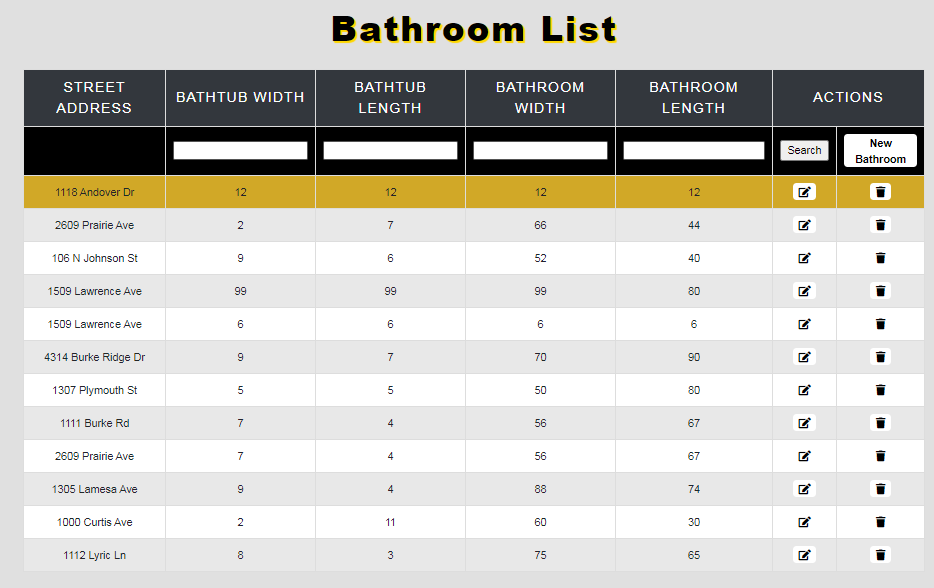 Bathroom List
STREET ADDRESS BATHTUB WIDTH BATHTUB LENGTH BATHROOM WIDTH BATHROOM LENGTH ACTIONS
Search New Bathroom
1118 Andover Dr 12 12 12 12
2609 Prairie Ave 2 7 66 44
106 N Johnson St 9 6 52 40
1509 Lawrence Ave 99 99 99 80
1509 Lawrence Ave 6 6 6 6
4314 Burke Ridge Dr 9 7 70 90
1307 Plymouth St 5 5 50 80
1111 Burke Rd 7 4 56 67
2609 Prairie Ave 7 4 56 67
1305 Lamesa Ave 9 4 88 74
1000 Curtis Ave 2 11 60 30
1112 Lyric Ln 8 3 75 65